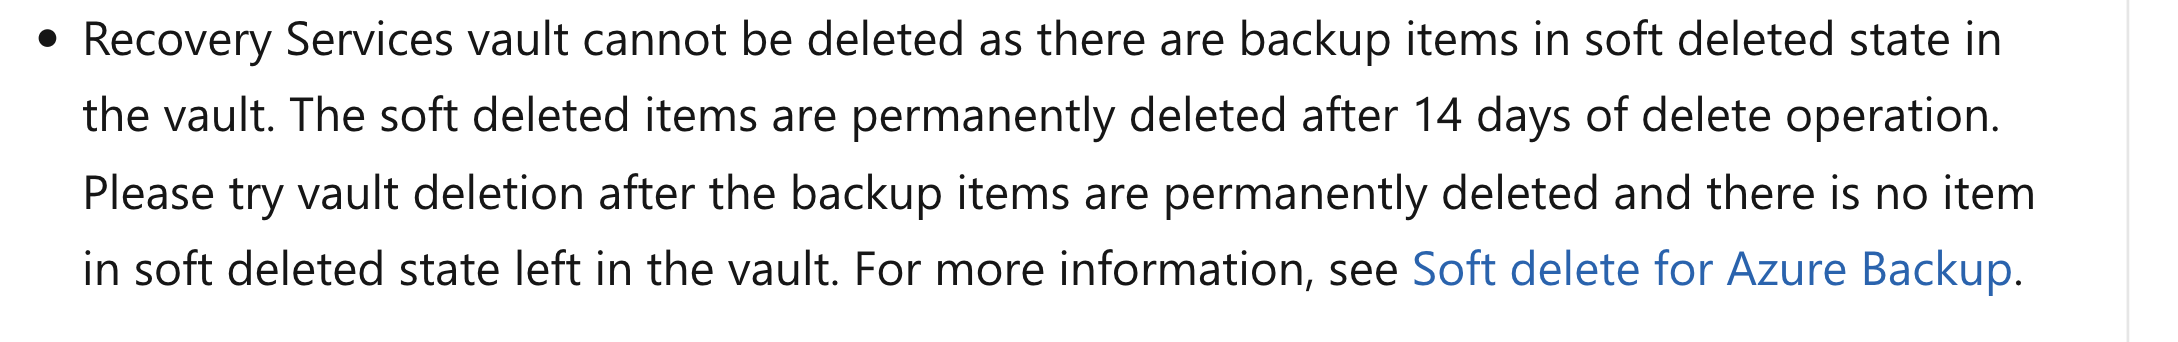 • Recovery Services vault cannot be deleted as there are backup items in soft deleted state in
the vault. The soft deleted items are permanently deleted after 14 days of delete operation.
Please try vault deletion after the backup items are permanently deleted and there is no item
in soft deleted state left in the vault. For more information, see Soft delete for Azure Backup.